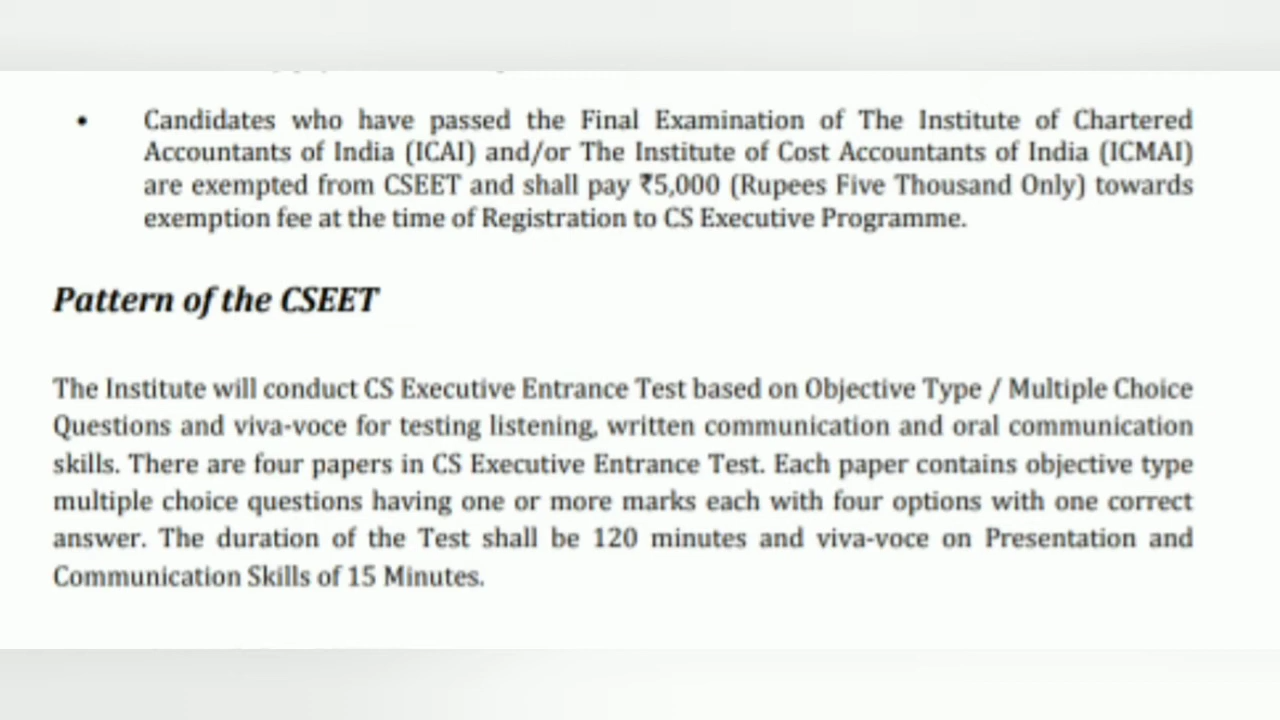 • Candidates who have passed the Final Examination of The Institute of Chartered
Accountants of India (ICAI) and/or The Institute of Cost Accountants of India (ICMAI)
are exempted from CSEET and shall pay ₹5,000 (Rupees Five Thousand Only) towards
exemption fee at the time of Registration to CS Executive Programme.
Pattern of the CSEET
The Institute will conduct CS Executive Entrance Test based on Objective Type / Multiple Choice
Questions and viva-voce for testing listening, written communication and oral communication
skills. There are four papers in CS Executive Entrance Test. Each paper contains objective type
multiple choice questions having one or more marks each with four options with one correct
answer. The duration of the Test shall be 120 minutes and viva-voce on Presentation and
Communication Skills of 15 Minutes.